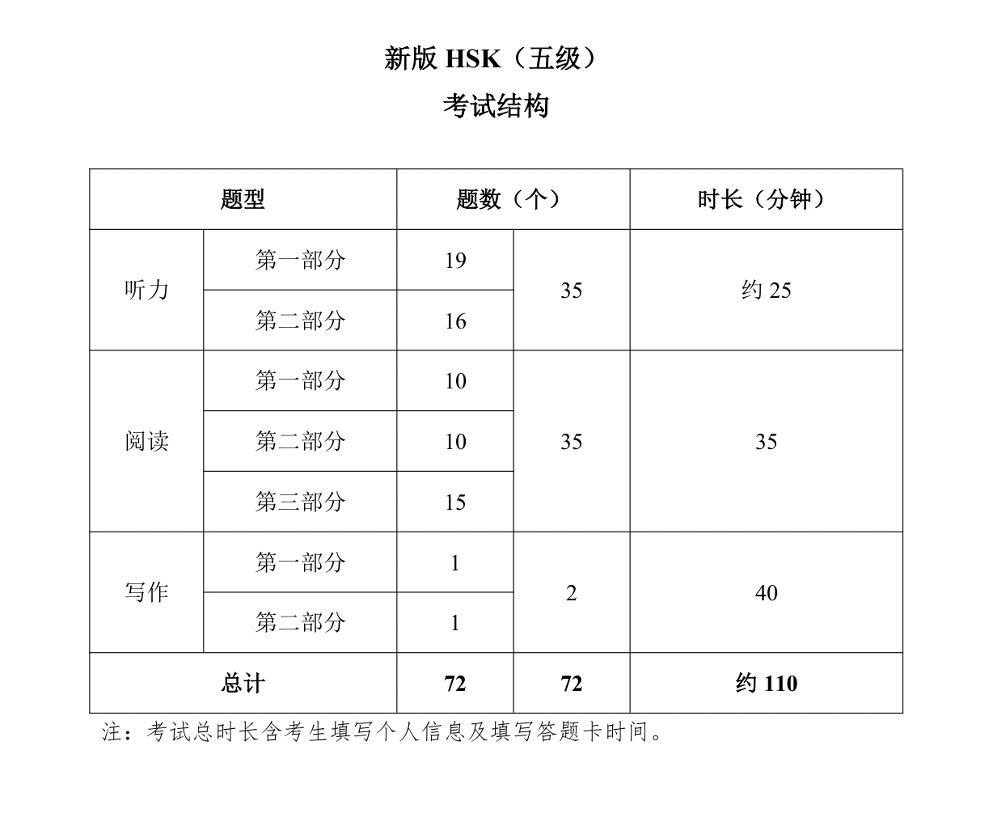 新版 HSK（五级）
考试结构
题型 题数（个） 时长（分钟）
听力 第一部分 19 35 约 25
第二部分 16
阅读 第一部分 10 35 35
第二部分 10
第三部分 15
写作 第一部分 1 2 40
第二部分 1
总计 72 72 约 110
注：考试总时长含考生填写个人信息及填写答题卡时间。